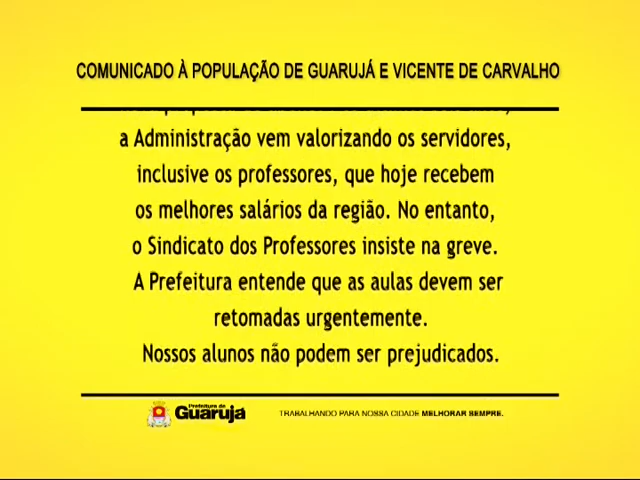 COMUNICADO À POPULAÇÃO DE GUARUJÁ E VICENTE DE CARVALHO
a Administração vem valorizando os servidores,
inclusive os professores, que hoje recebem
os melhores salários da região. No entanto,
o Sindicato dos Professores insiste na greve.
A Prefeitura entende que as aulas devem ser
retomadas urgentemente.
Nossos alunos não podem ser prejudicados.
Prefeitura de
Guarujá
TRABALHANDO PARA NOSSA CIDADE MELHORAR SEMPRE.